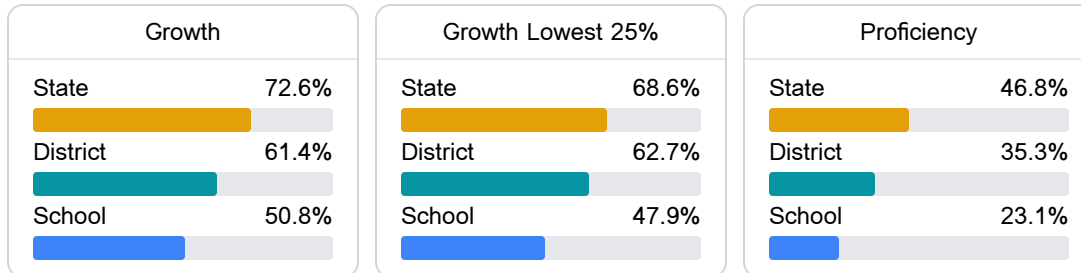 Growth
State 72.6%
District 61.4%
School 50.8%
Growth Lowest 25%
State 68.6%
District 62.7%
School 47.9%
Proficiency
State 46.8%
District 35.3%
School 23.1%